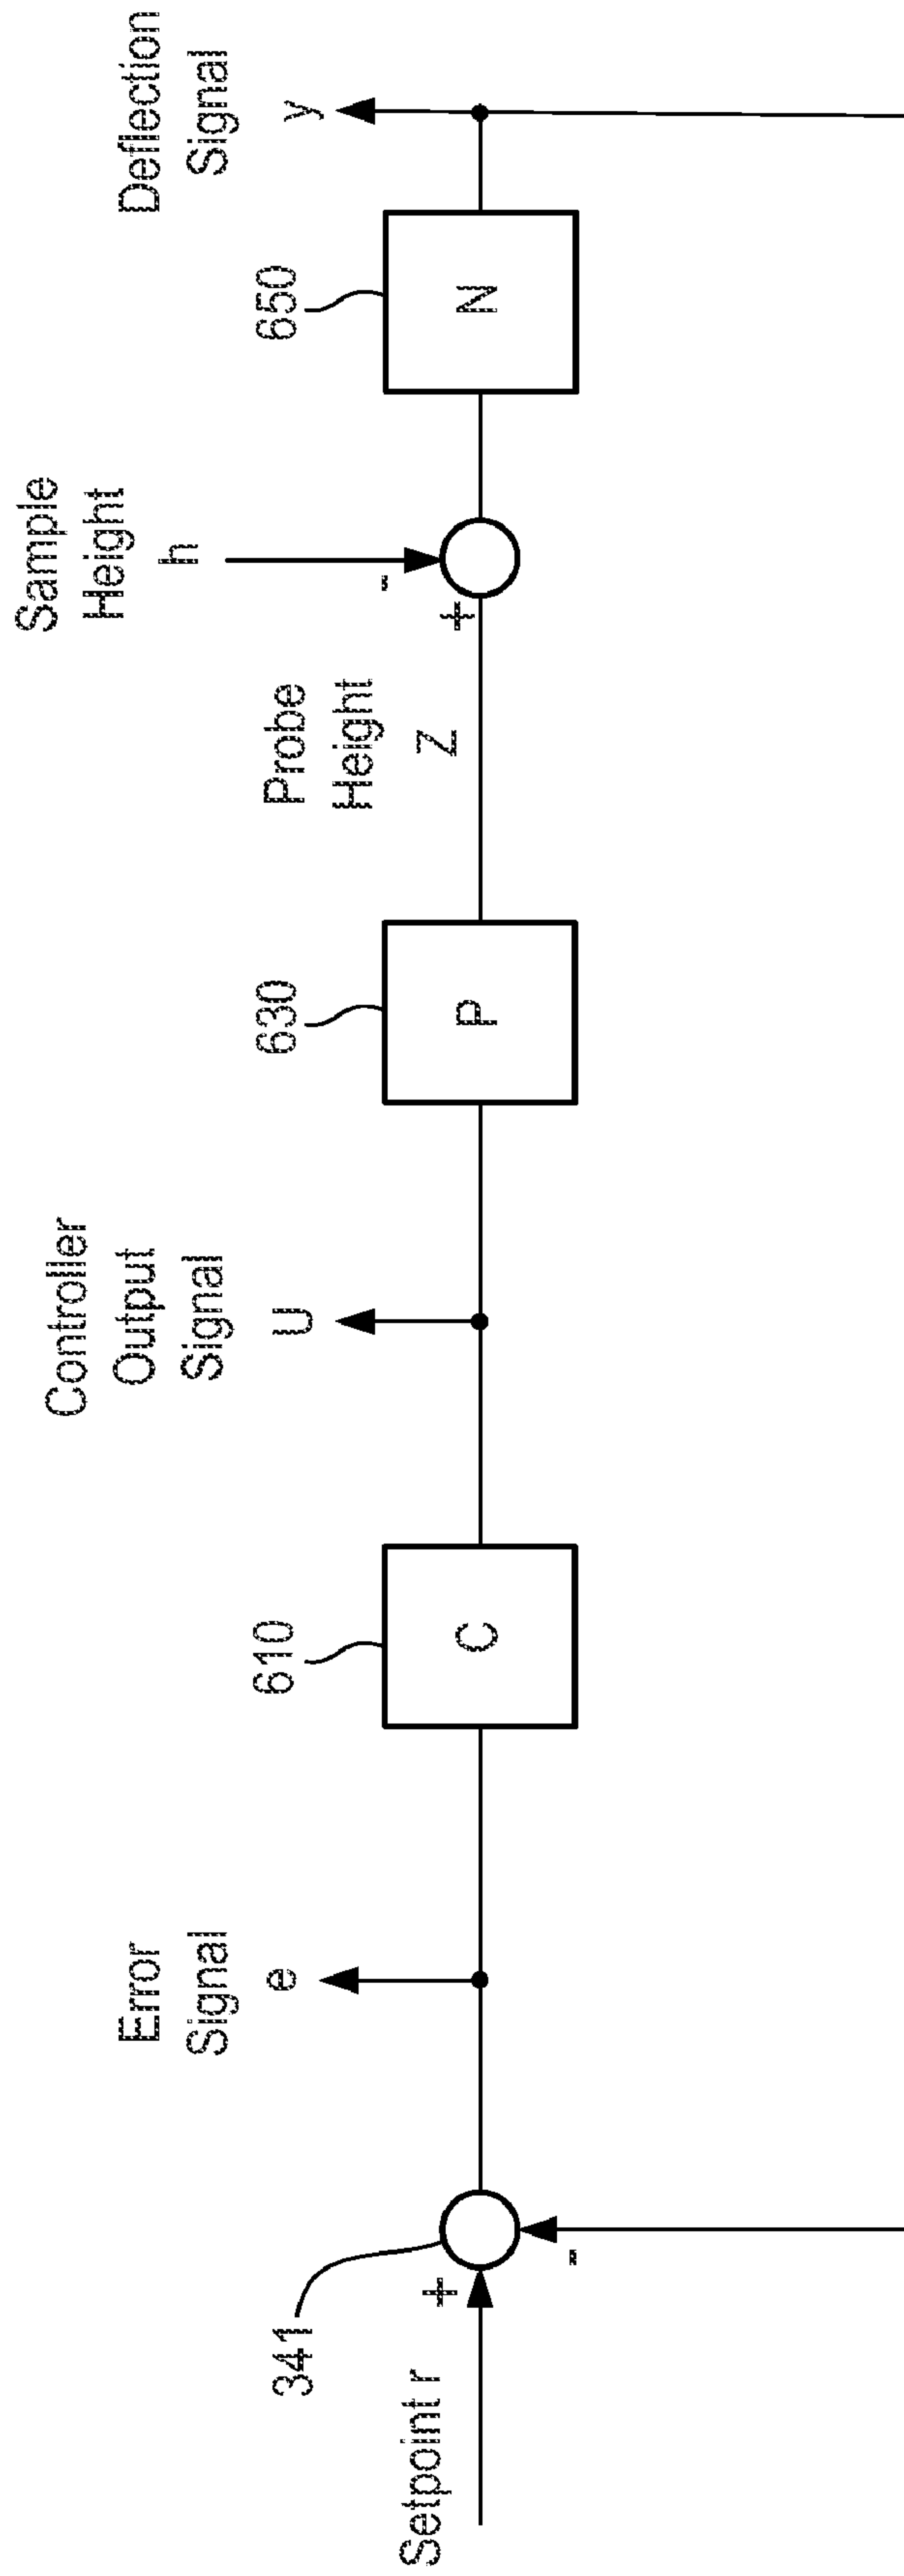 Setpoint r
+
-
341
Error
Signal
e
610
C
Controller
Output
Signal
U
630
P
Probe
Height
Z
+
-
Sample
Height
h
650
N
Deflection
Signal
y